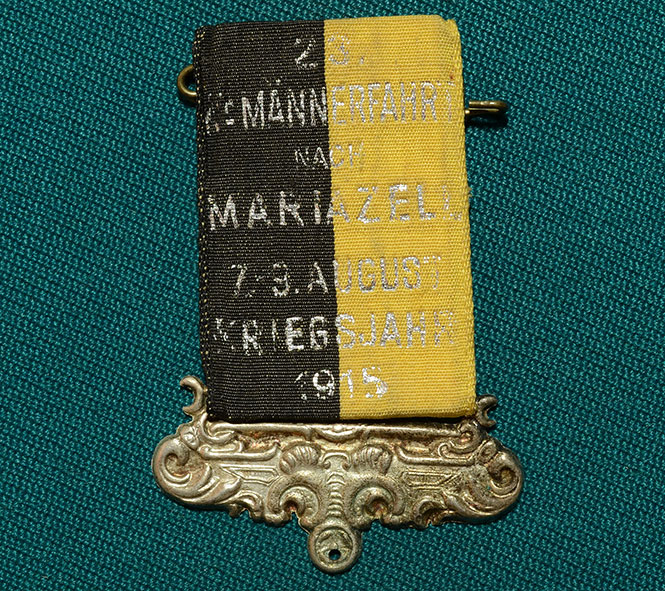 23.
MÄNNERFAHRT
NACH
MARIAZELL
7.-9. AUGUST
KRIEGSJAHR
1915